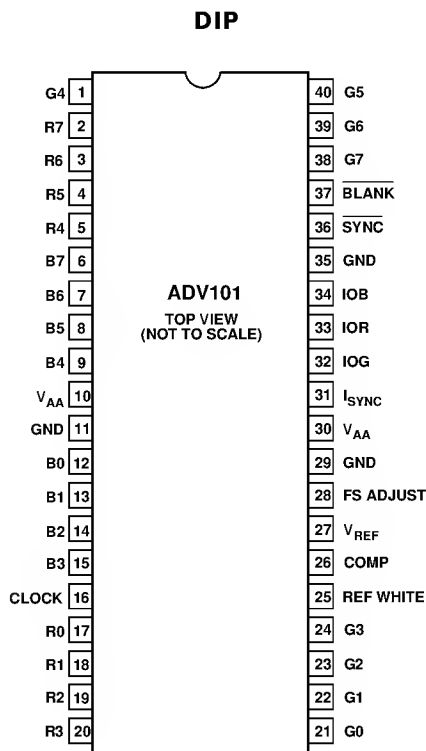 DIP
G4 1 40 G5
R7 2 39 G6
R6 3 38 G7
R5 4 37 BLANK
R4 5 36 SYNC
B7 6 35 GND
B6 7 34 IOB
ADV101
TOP VIEW
(NOT TO SCALE)
B5 8 33 IOR
B4 9 32 IOG
VAA 10 31 ISYNC
GND 11 30 VAA
B0 12 29 GND
B1 13 28 FS ADJUST
B2 14 27 VREF
B3 15 26 COMP
CLOCK 16 25 REF WHITE
R0 17 24 G3
R1 18 23 G2
R2 19 22 G1
R3 20 21 G0